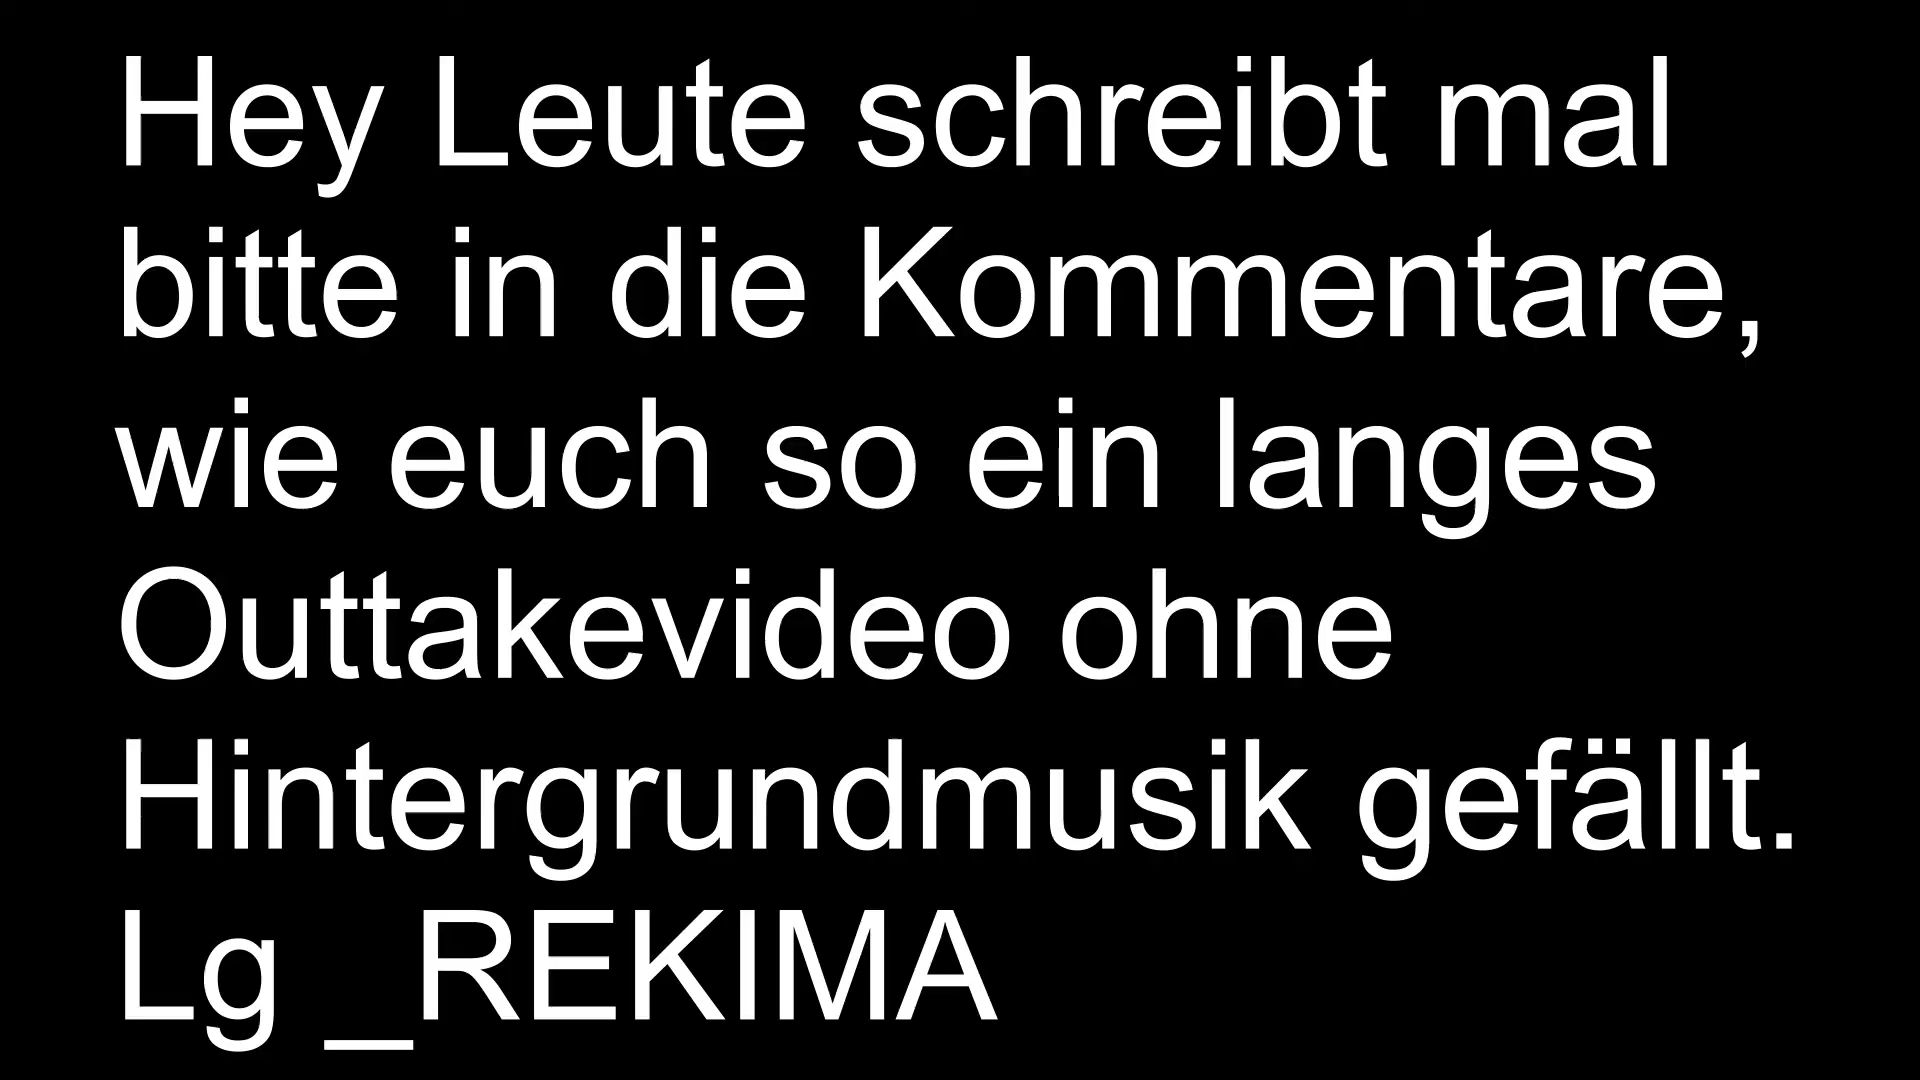 Hey Leute schreibt mal
bitte in die Kommentare,
wie euch so ein langes
Outtakevideo ohne
Hintergrundmusik gefällt.
Lg _REKIMA